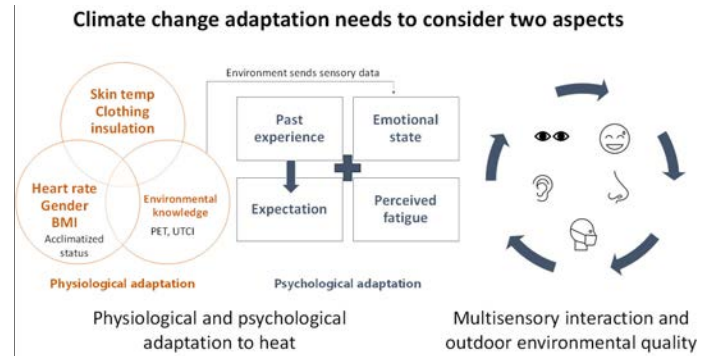 Climate change adaptation needs to consider two aspects
Environment sends sensory data
Skin temp
Clothing
insulation
Heart rate
Gender
BMI
Acclimatized
status
Environmental
knowledge
PET, UTCI
Physiological adaptation
Past
experience
Emotional
state
Expectation
Perceived
fatigue
Psychological adaptation
Physiological and psychological
adaptation to heat
Multisensory interaction and
outdoor environmental quality